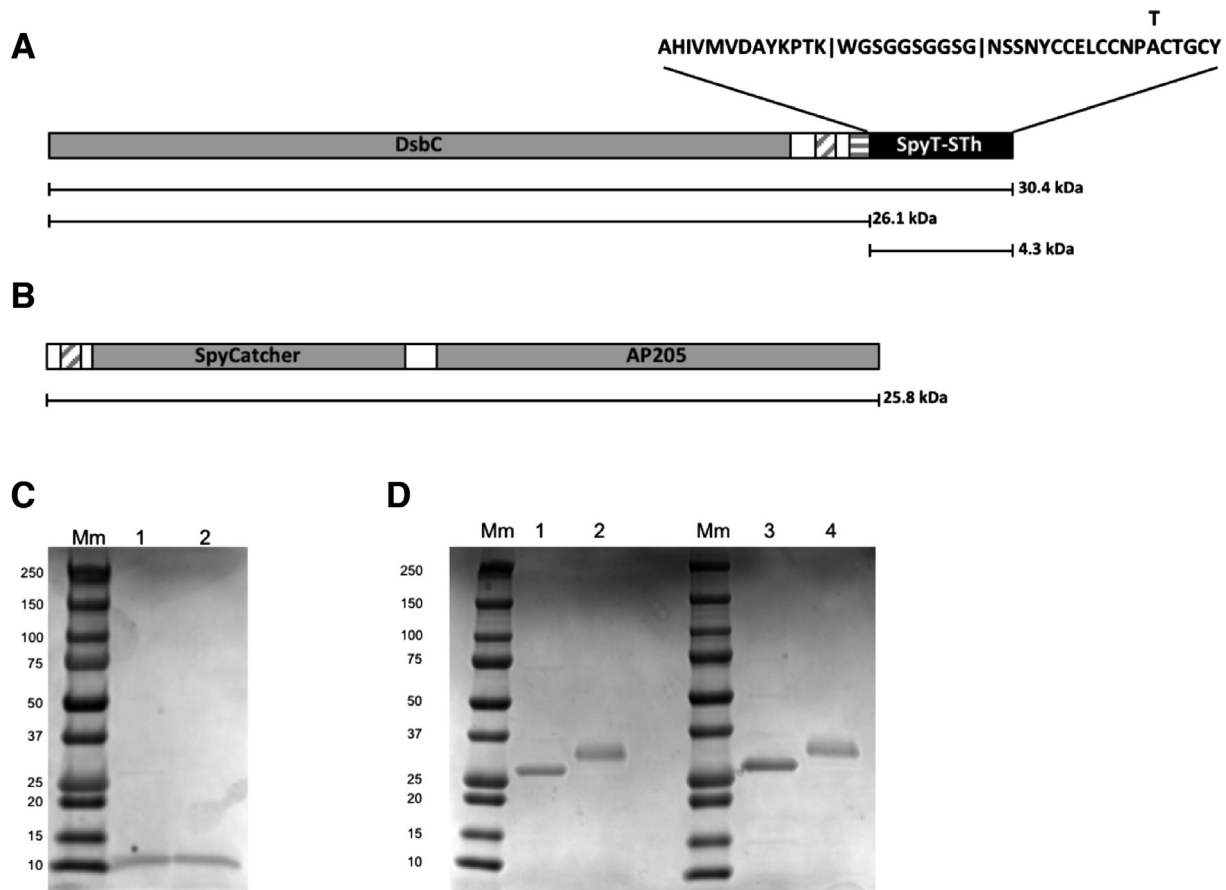 A
T
AHIVMVDAYKPTK|WGSGGSGGSG|NSSNYCCELCCNPACTGCY
DsbC
SpyT-STh
30.4 kDa
26.1 kDa
4.3 kDa
B
SpyCatcher
AP205
25.8 kDa
C
Mm 1 2
250
150
100
75
50
37
25
20
15
10
D
Mm 1 2 Mm 3 4
250
150
100
75
50
37
25
20
15
10